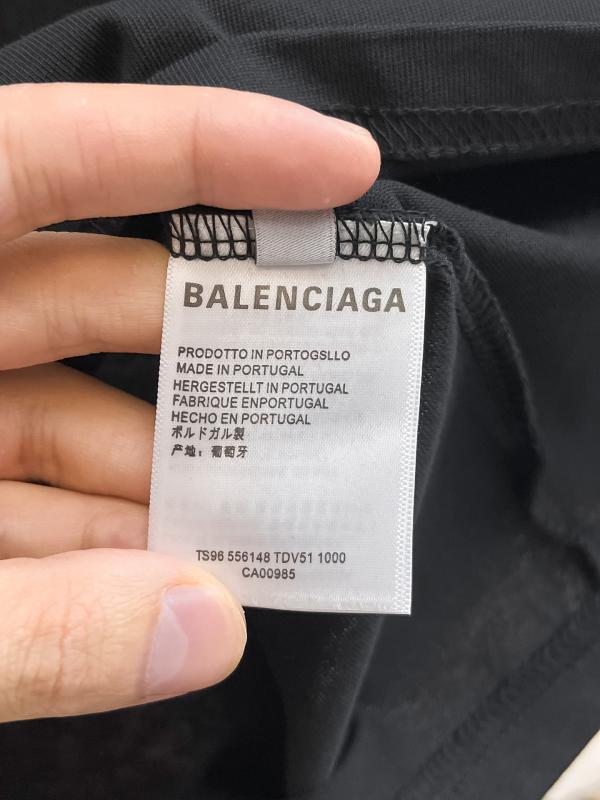 BALENCIAGA
PRODOTTO IN PORTOGSLLO
MADE IN PORTUGAL
HERGESTELLT IN PORTUGAL
FABRIQUE ENPORTUGAL
HECHO EN PORTUGAL
ポルドガル製
产地：葡萄牙
TS96 556148 TDV51 1000
CA00985